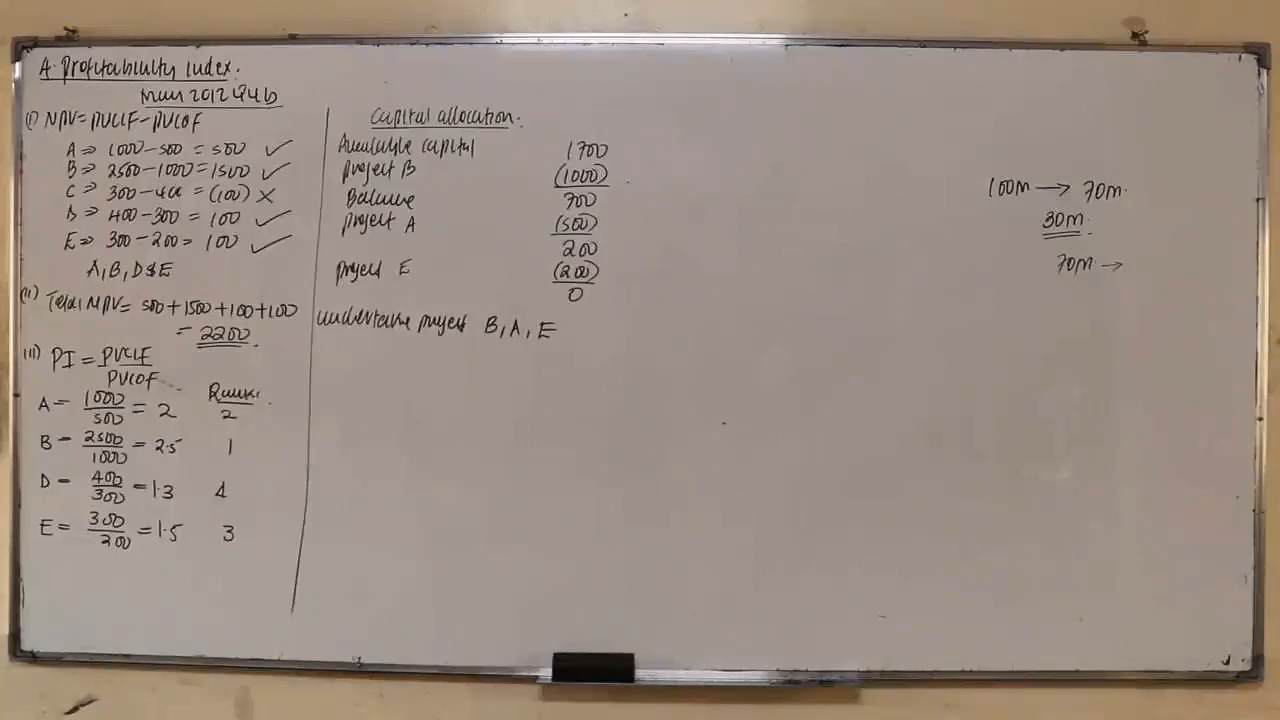 A. Profitability index.
May 2012 Q4b
(i) NPV = PVCIF - PVCOF
A ⇒ 1000 - 500 = 500 ✓
B ⇒ 2500 - 1000 = 1500 ✓
C ⇒ 300 - 400 = (100) X
D ⇒ 400 - 300 = 100 ✓
E ⇒ 300 - 200 = 100 ✓
A, B, D & E
(ii) Total NPV = 500 + 1500 + 100 + 100
= 2200
(iii) PI = PVCIF
PVCOF
Rank.
A = 1000/500 = 2 2
B = 2500/1000 = 2.5 1
D = 400/300 = 1.3 4
E = 300/200 = 1.5 3
Capital allocation.
Available capital 1700
project B (1000)
Balance 700
project A (500)
200
project E (200)
0
undertake project B, A, E
100M → 70M.
30M.
70M →